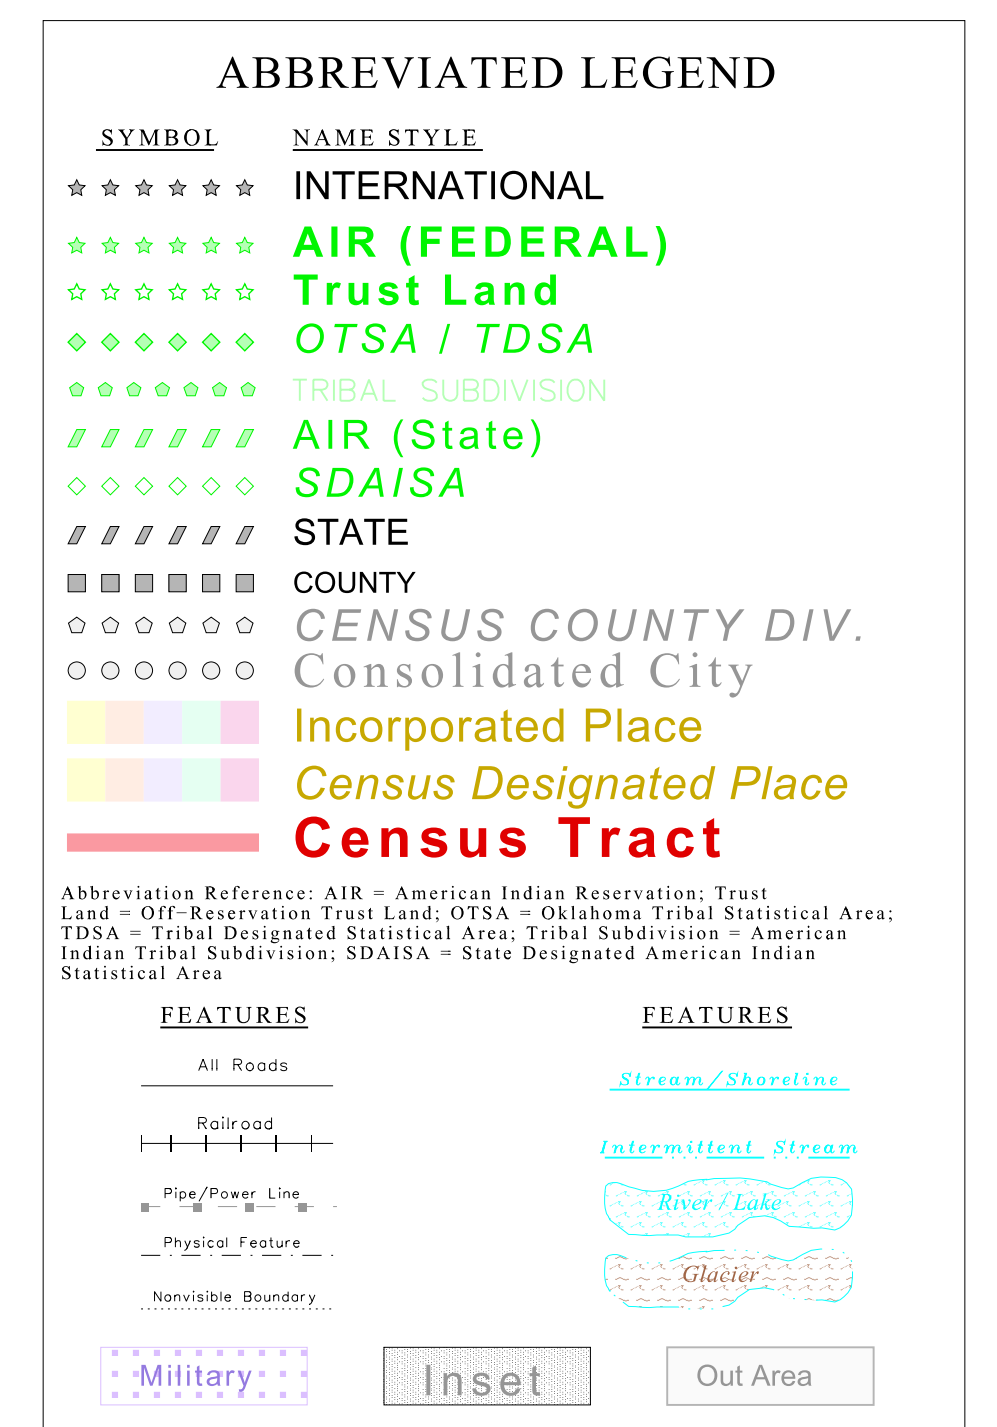 ABBREVIATED LEGEND
SYMBOL NAME STYLE
INTERNATIONAL
AIR (FEDERAL)
Trust Land
OTSA / TDSA
TRIBAL SUBDIVISION
AIR (State)
SDAISA
STATE
COUNTY
CENSUS COUNTY DIV.
Consolidated City
Incorporated Place
Census Designated Place
Census Tract
Abbreviation Reference: AIR = American Indian Reservation; Trust
Land = Off−Reservation Trust Land; OTSA = Oklahoma Tribal Statistical Area;
TDSA = Tribal Designated Statistical Area; Tribal Subdivision = American
Indian Tribal Subdivision; SDAISA = State Designated American Indian
Statistical Area
FEATURES
All Roads
Railroad
Pipe/Power Line
Physical Feature
Nonvisible Boundary
FEATURES
Stream/Shoreline
Intermittent Stream
River / Lake
Glacier
Military
Inset
Out Area